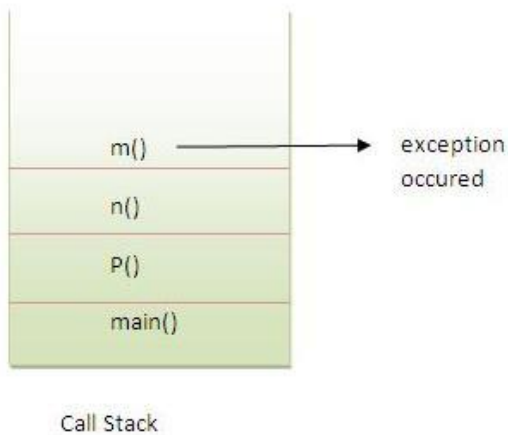 m()
exception
occured
n()
P()
main()
Call Stack